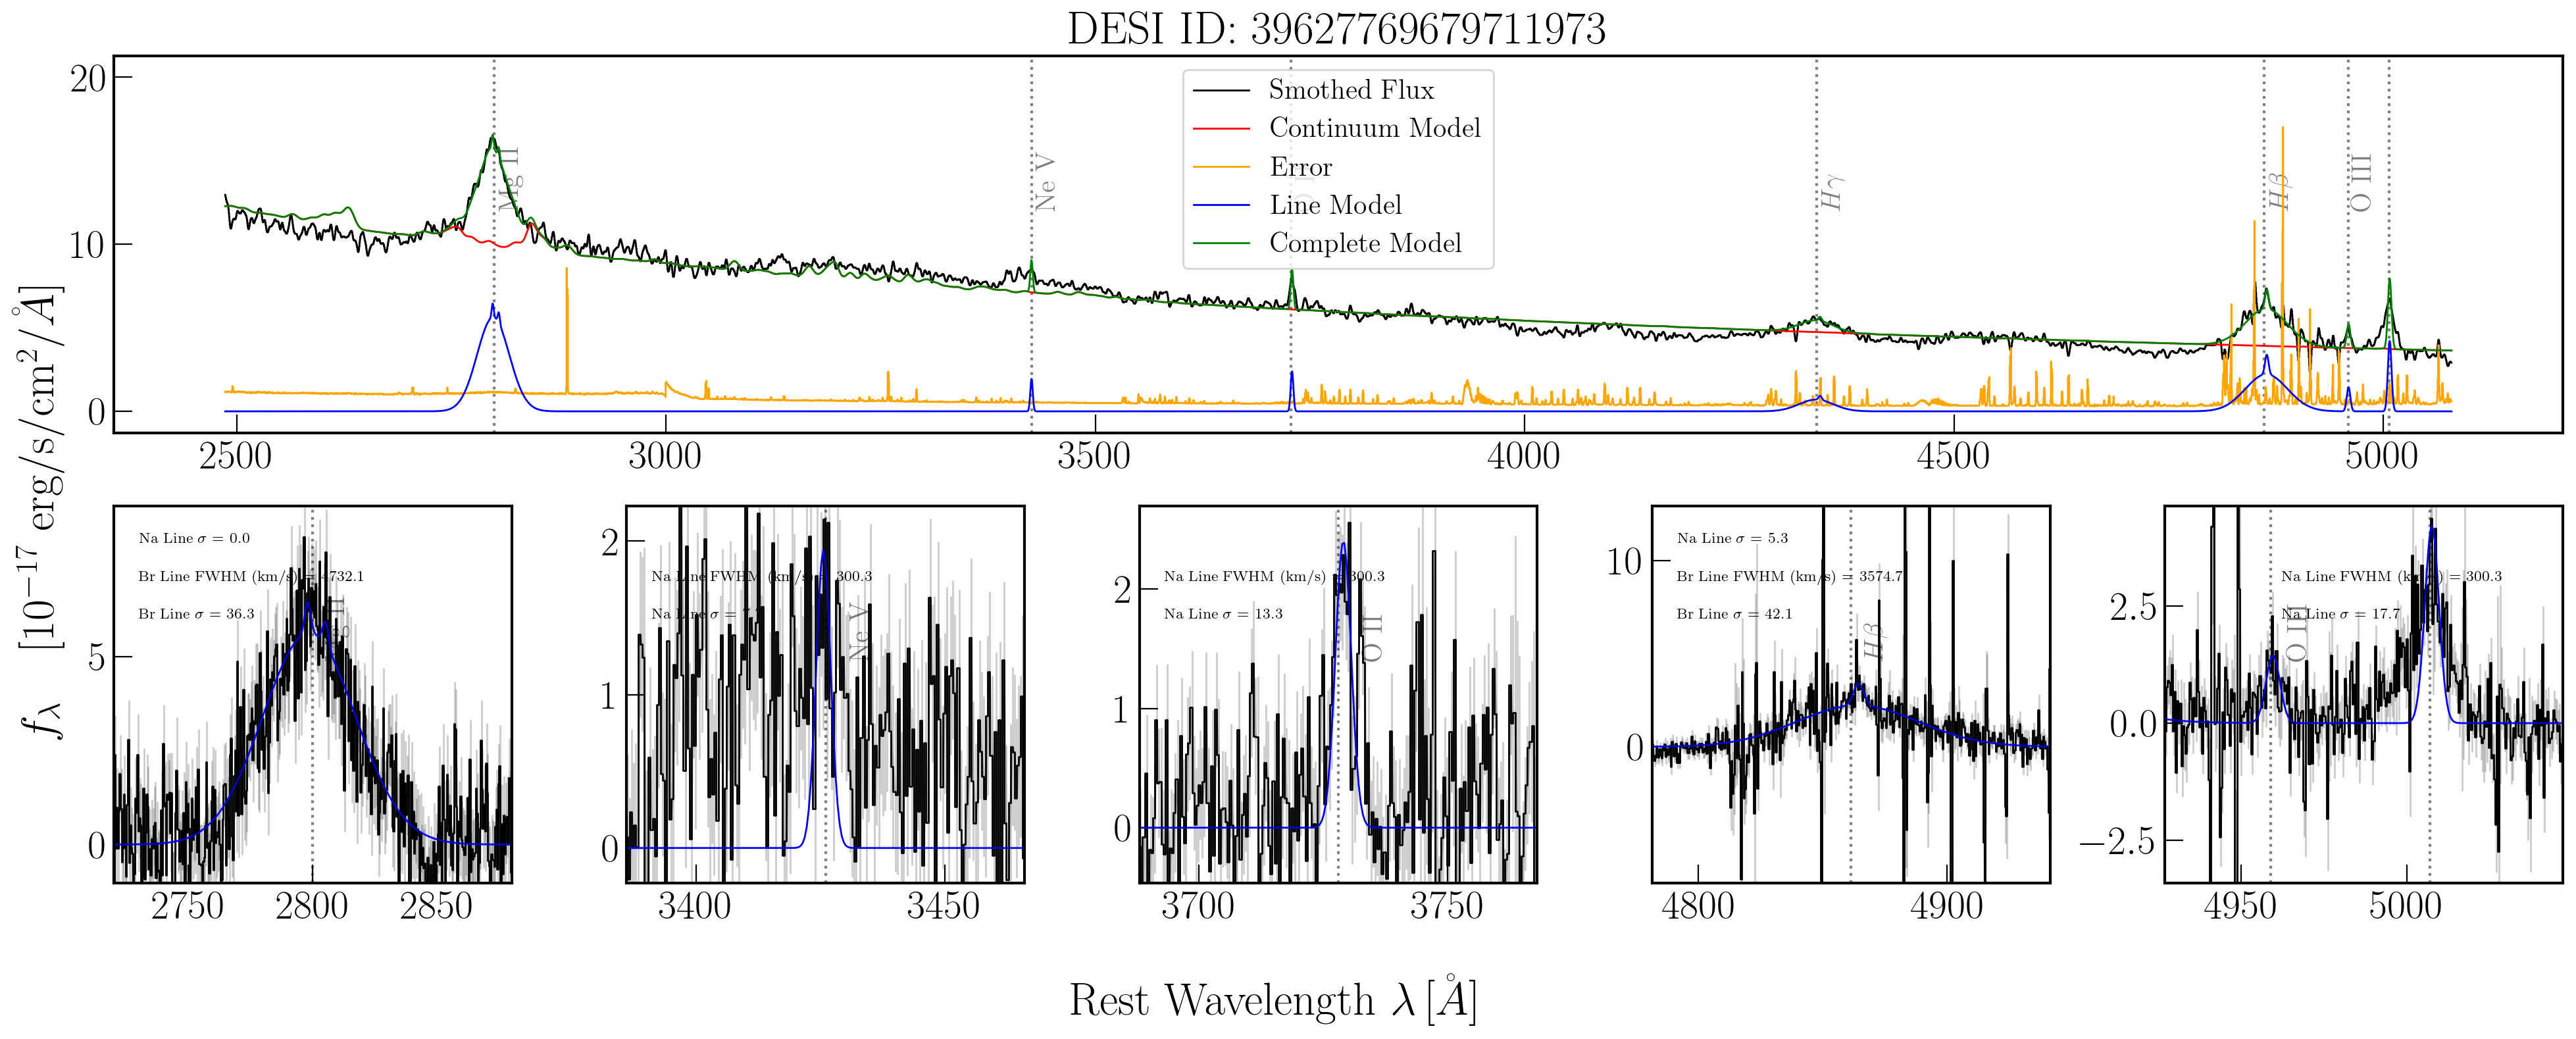 DESI ID: 39627769679711973
20
10
0
Smothed Flux
Continuum Model
Error
Line Model
Complete Model
Mg II
Ne V
Hγ
Hβ
O III
2500 3000 3500 4000 4500 5000
f_λ [10⁻¹⁷ erg/s/cm²/Å]
Na Line σ = 0.0
Br Line FWHM (km/s) = 4732.1
Br Line σ = 36.3
5
0
2750 2800 2850
Na Line FWHM (km/s) = 300.3
Na Line σ =
Ne V
2
1
0
3400 3450
Na Line FWHM (km/s) = 300.3
Na Line σ = 13.3
O II
2
1
0
3700 3750
Na Line σ = 5.3
Br Line FWHM (km/s) = 3574.7
Br Line σ = 42.1
Hβ
10
0
4800 4900
Na Line FWHM (km/s) = 300.3
Na Line σ = 17.7
O III
2.5
0.0
−2.5
4950 5000
Rest Wavelength λ [Å]